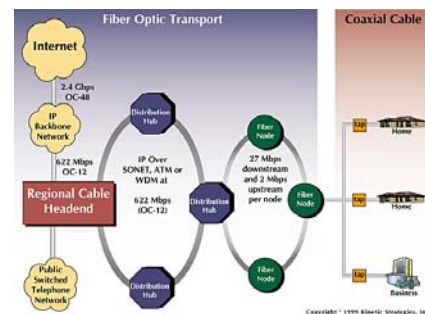 Fiber Optic Transport
Coaxial Cable
Internet
2.4 Gbps
OC-48
IP
Backbone
Network
622 Mbps
OC-12
Regional Cable
Headend
Public
Switched
Telephone
Network
Distribution
Hub
IP Over
SONET, ATM or
WDM at
622 Mbps
(OC-12)
Distribution
Hub
Distribution
Hub
Fiber
Node
27 Mbps
downstream
and 2 Mbps
upstream
per node
Fiber
Node
Fiber
Node
tap
Home
tap
Home
tap
Business
Copyright ' 1999 Kinetic Strategies, In